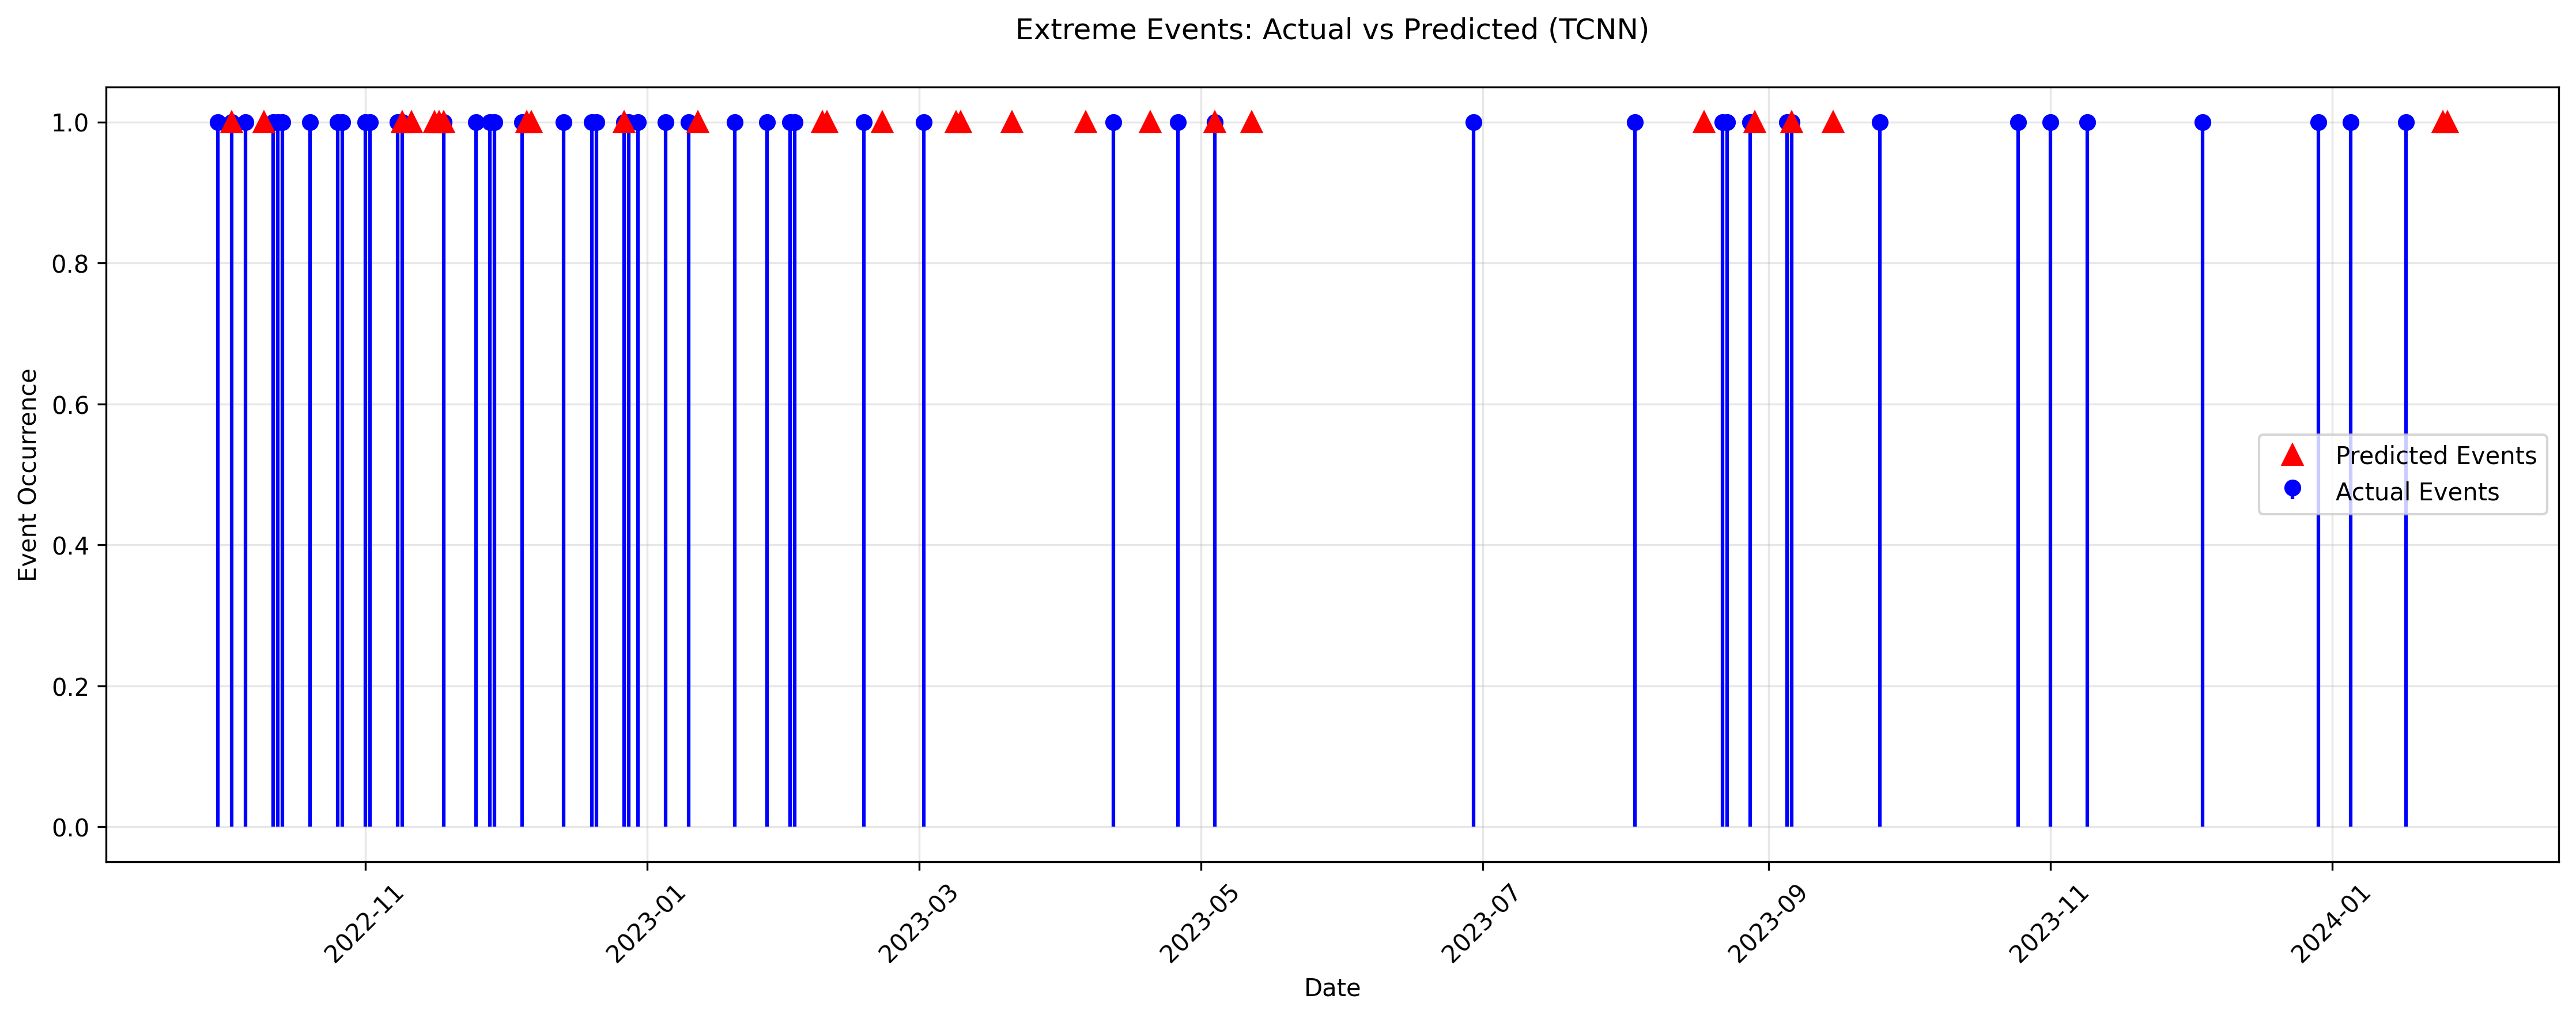 Extreme Events: Actual vs Predicted (TCNN)
Event Occurrence
1.0
0.8
0.6
0.4
0.2
0.0
Predicted Events
Actual Events
2022-11
2023-01
2023-03
2023-05
2023-07
2023-09
2023-11
2024-01
Date